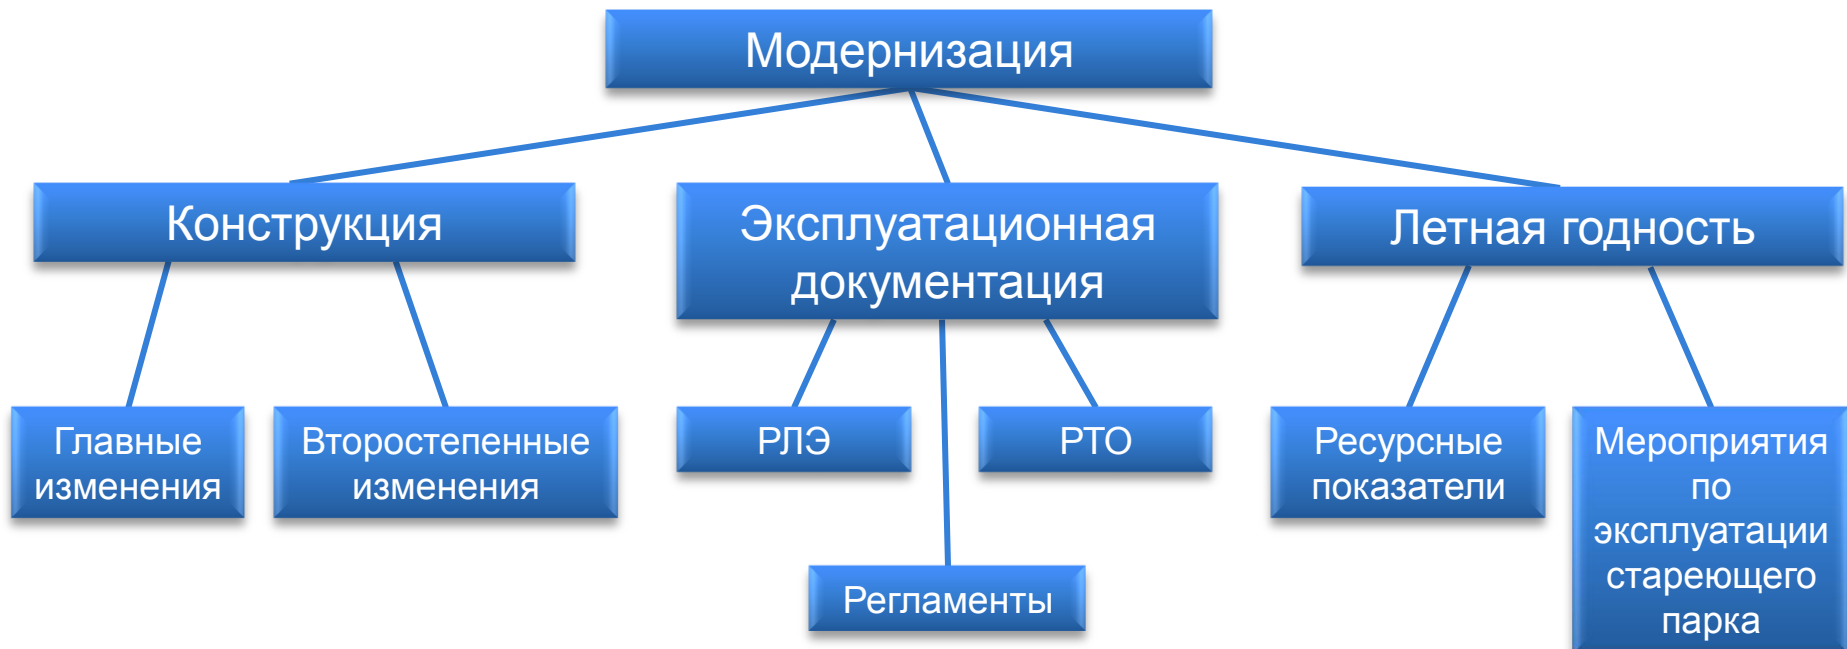 Модернизация
Конструкция
Эксплуатационная
документация
Летная годность
Главные
изменения
Второстепенные
изменения
РЛЭ
РТО
Регламенты
Ресурсные
показатели
Мероприятия
по
эксплуатации
стареющего
парка